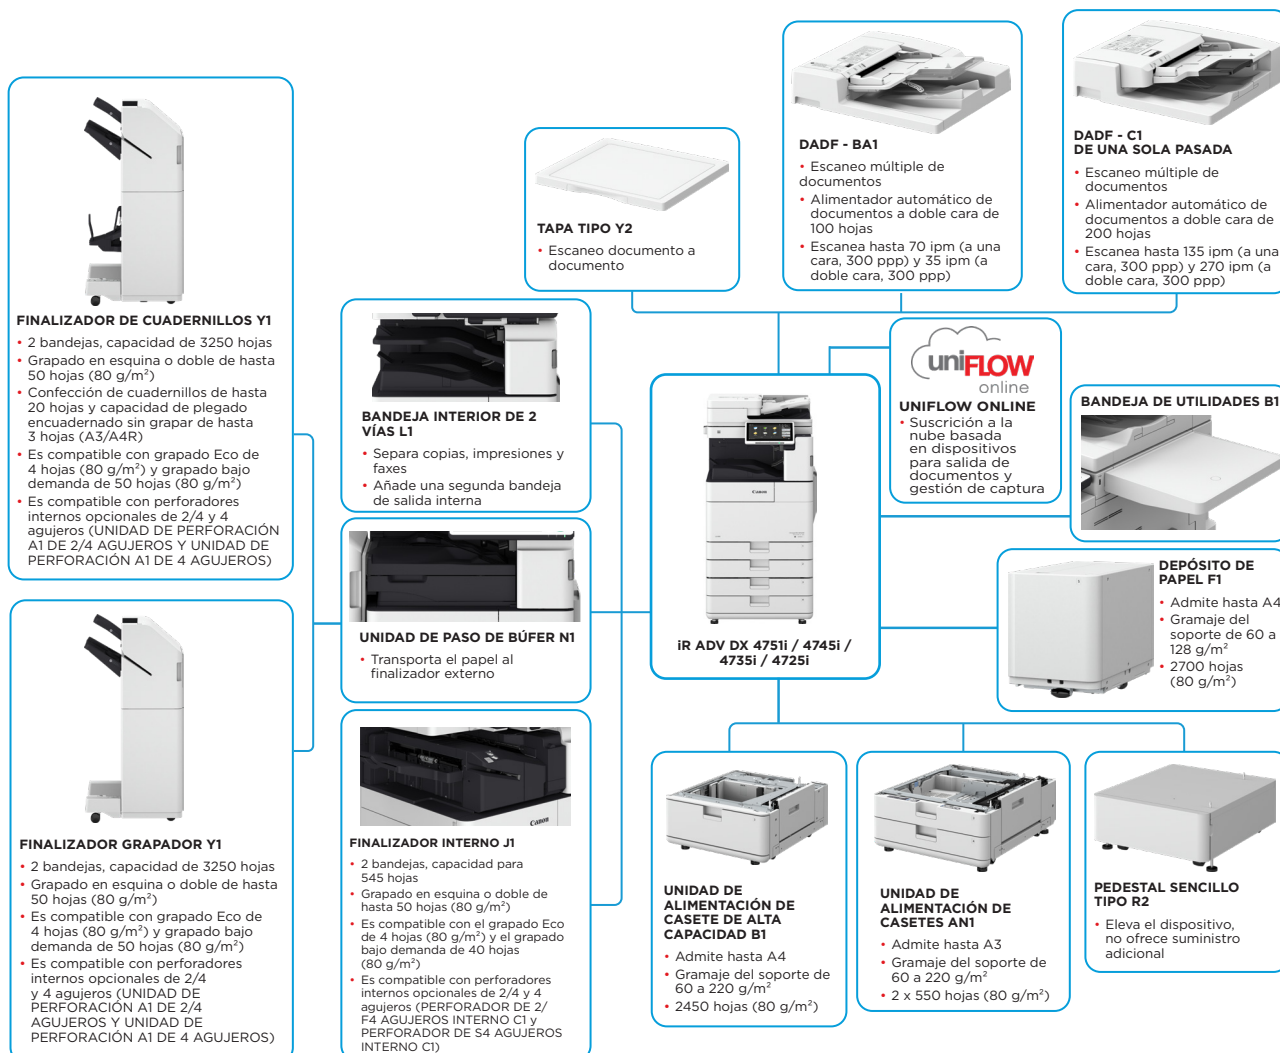 DADF - BA1
• Escaneo múltiple de
documentos
• Alimentador automático de
documentos a doble cara de
100 hojas
• Escanea hasta 70 ipm (a una
cara, 300 ppp) y 35 ipm (a
doble cara, 300 ppp)
DADF - C1
DE UNA SOLA PASADA
• Escaneo múltiple de
documentos
• Alimentador automático de
documentos a doble cara de
200 hojas
• Escanea hasta 135 ipm (a una
cara, 300 ppp) y 270 ipm (a
doble cara, 300 ppp)
TAPA TIPO Y2
• Escaneo documento a
documento
FINALIZADOR DE CUADERNILLOS Y1
• 2 bandejas, capacidad de 3250 hojas
• Grapado en esquina o doble de hasta
50 hojas (80 g/m²)
• Confección de cuadernillos de hasta
20 hojas y capacidad de plegado
encuadernado sin grapar de hasta
3 hojas (A3/A4R)
• Es compatible con grapado Eco de
4 hojas (80 g/m²) y grapado bajo
demanda de 50 hojas (80 g/m²)
• Es compatible con perforadores
internos opcionales de 2/4 y 4
agujeros (UNIDAD DE PERFORACIÓN
A1 DE 2/4 AGUJEROS Y UNIDAD DE
PERFORACIÓN A1 DE 4 AGUJEROS)
BANDEJA INTERIOR DE 2
VÍAS L1
• Separa copias, impresiones y
faxes
• Añade una segunda bandeja
de salida interna
uniFLOW
online
UNIFLOW ONLINE
• Suscrición a la
nube basada
en dispositivos
para salida de
documentos y
gestión de captura
BANDEJA DE UTILIDADES B1
Canon
iR ADV DX 4751i / 4745i /
4735i / 4725i
UNIDAD DE PASO DE BÚFER N1
• Transporta el papel al
finalizador externo
DEPÓSITO DE
PAPEL F1
• Admite hasta A4
• Gramaje del
soporte de 60 a
128 g/m²
• 2700 hojas
(80 g/m²)
FINALIZADOR GRAPADOR Y1
• 2 bandejas, capacidad de 3250 hojas
• Grapado en esquina o doble de hasta
50 hojas (80 g/m²)
• Es compatible con grapado Eco de
4 hojas (80 g/m²) y grapado bajo
demanda de 50 hojas (80 g/m²)
• Es compatible con perforadores
internos opcionales de 2/4
y 4 agujeros (UNIDAD DE
PERFORACIÓN A1 DE 2/4
AGUJEROS Y UNIDAD DE
PERFORACIÓN A1 DE 4 AGUJEROS)
Canon
FINALIZADOR INTERNO J1
• 2 bandejas, capacidad para
545 hojas
• Grapado en esquina o doble de
hasta 50 hojas (80 g/m²)
• Es compatible con el grapado Eco
de 4 hojas (80 g/m²) y el grapado
bajo demanda de 40 hojas
(80 g/m²)
• Es compatible con perforadores
internos opcionales de 2/4 y 4
agujeros (PERFORADOR DE 2/
F4 AGUJEROS INTERNO C1 y
PERFORADOR DE S4 AGUJEROS
INTERNO C1)
UNIDAD DE
ALIMENTACIÓN DE
CASETE DE ALTA
CAPACIDAD B1
• Admite hasta A4
• Gramaje del soporte de
60 a 220 g/m²
• 2450 hojas (80 g/m²)
UNIDAD DE
ALIMENTACIÓN DE
CASETES AN1
• Admite hasta A3
• Gramaje del soporte de
60 a 220 g/m²
• 2 x 550 hojas (80 g/m²)
PEDESTAL SENCILLO
TIPO R2
• Eleva el dispositivo,
no ofrece suministro
adicional